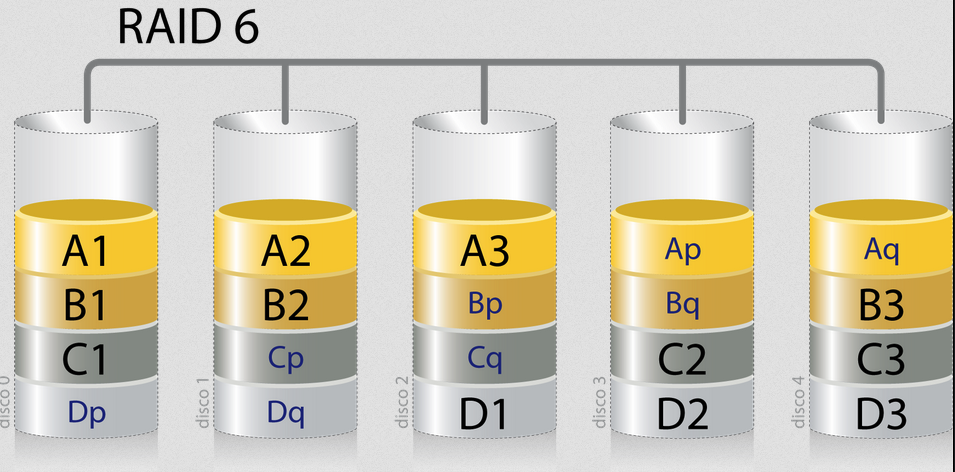 RAID 6
A1 A2 A3 Ap Aq
B1 B2 Bp Bq B3
C1 Cp Cq C2 C3
Dp Dq D1 D2 D3
disco 0 disco 1 disco 2 disco 3 disco 4